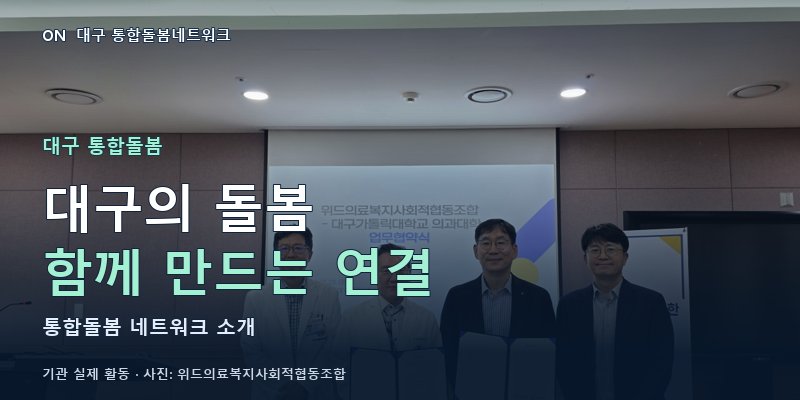 ON 대구 통합돌봄네트워크
대구 통합돌봄
대구의 돌봄
위드의료복지사회적협동조합
- 대구가톨릭대학교 의과대학
업무협약식
함께 만드는 연결
통합돌봄 네트워크 소개
기관 실제 활동 · 사진: 위드의료복지사회적협동조합